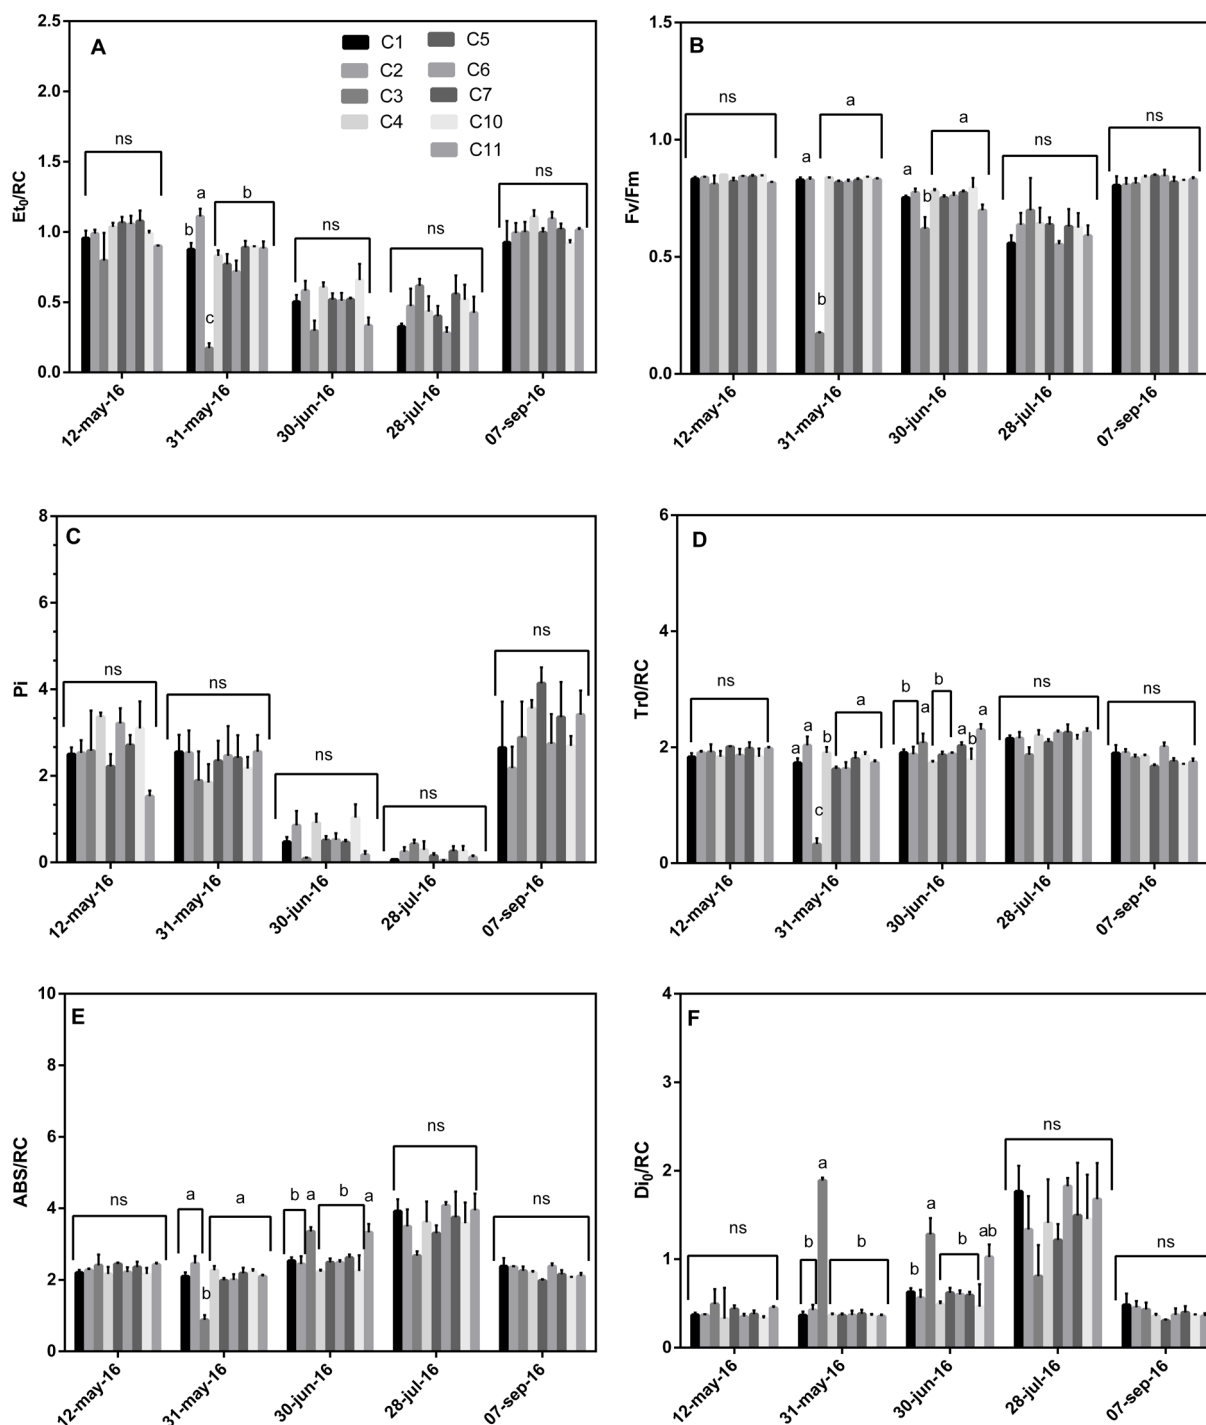 A
Et0/RC
2.5
2.0
1.5
1.0
0.5
0.0
C1
C2
C3
C4
C5
C6
C7
C10
C11
ns
b
a
c
b
ns
ns
ns
12-may-16
31-may-16
30-jun-16
28-jul-16
07-sep-16
B
Fv/Fm
1.5
1.0
0.5
0.0
ns
a
b
a
a
b
a
ns
ns
12-may-16
31-may-16
30-jun-16
28-jul-16
07-sep-16
C
Pi
8
6
4
2
0
ns
ns
ns
ns
ns
12-may-16
31-may-16
30-jun-16
28-jul-16
07-sep-16
D
Tr0/RC
6
4
2
0
ns
a
a
c
b
a
b
a
b
a
b
a
ns
ns
12-may-16
31-may-16
30-jun-16
28-jul-16
07-sep-16
E
ABS/RC
10
8
6
4
2
0
ns
a
b
a
b
a
b
a
ns
ns
12-may-16
31-may-16
30-jun-16
28-jul-16
07-sep-16
F
Di0/RC
4
3
2
1
0
ns
b
a
b
b
a
b
ab
ns
ns
12-may-16
31-may-16
30-jun-16
28-jul-16
07-sep-16